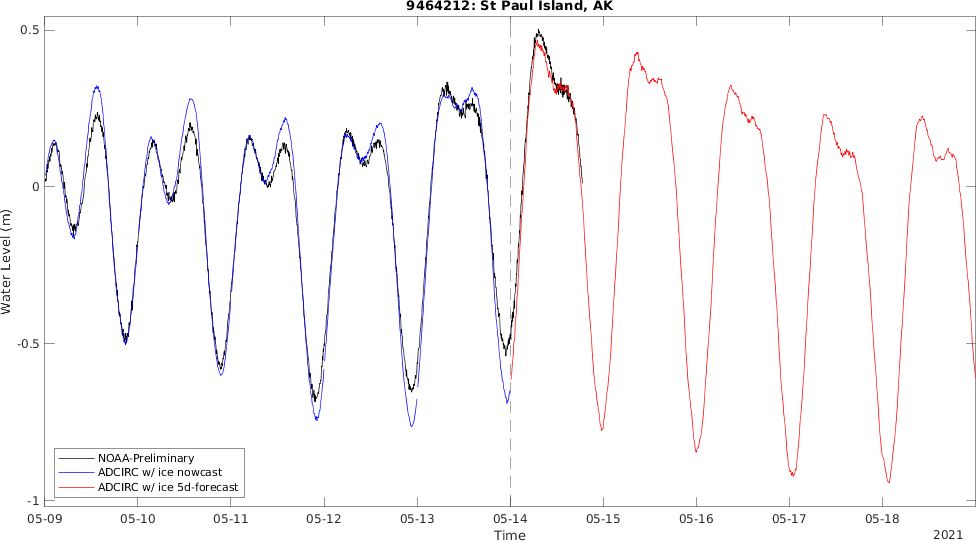 9464212: St Paul Island, AK
0.5
0
-0.5
-1
Water Level (m)
NOAA-Preliminary
ADCIRC w/ ice nowcast
ADCIRC w/ ice 5d-forecast
05-09 05-10 05-11 05-12 05-13 05-14 05-15 05-16 05-17 05-18
Time
2021